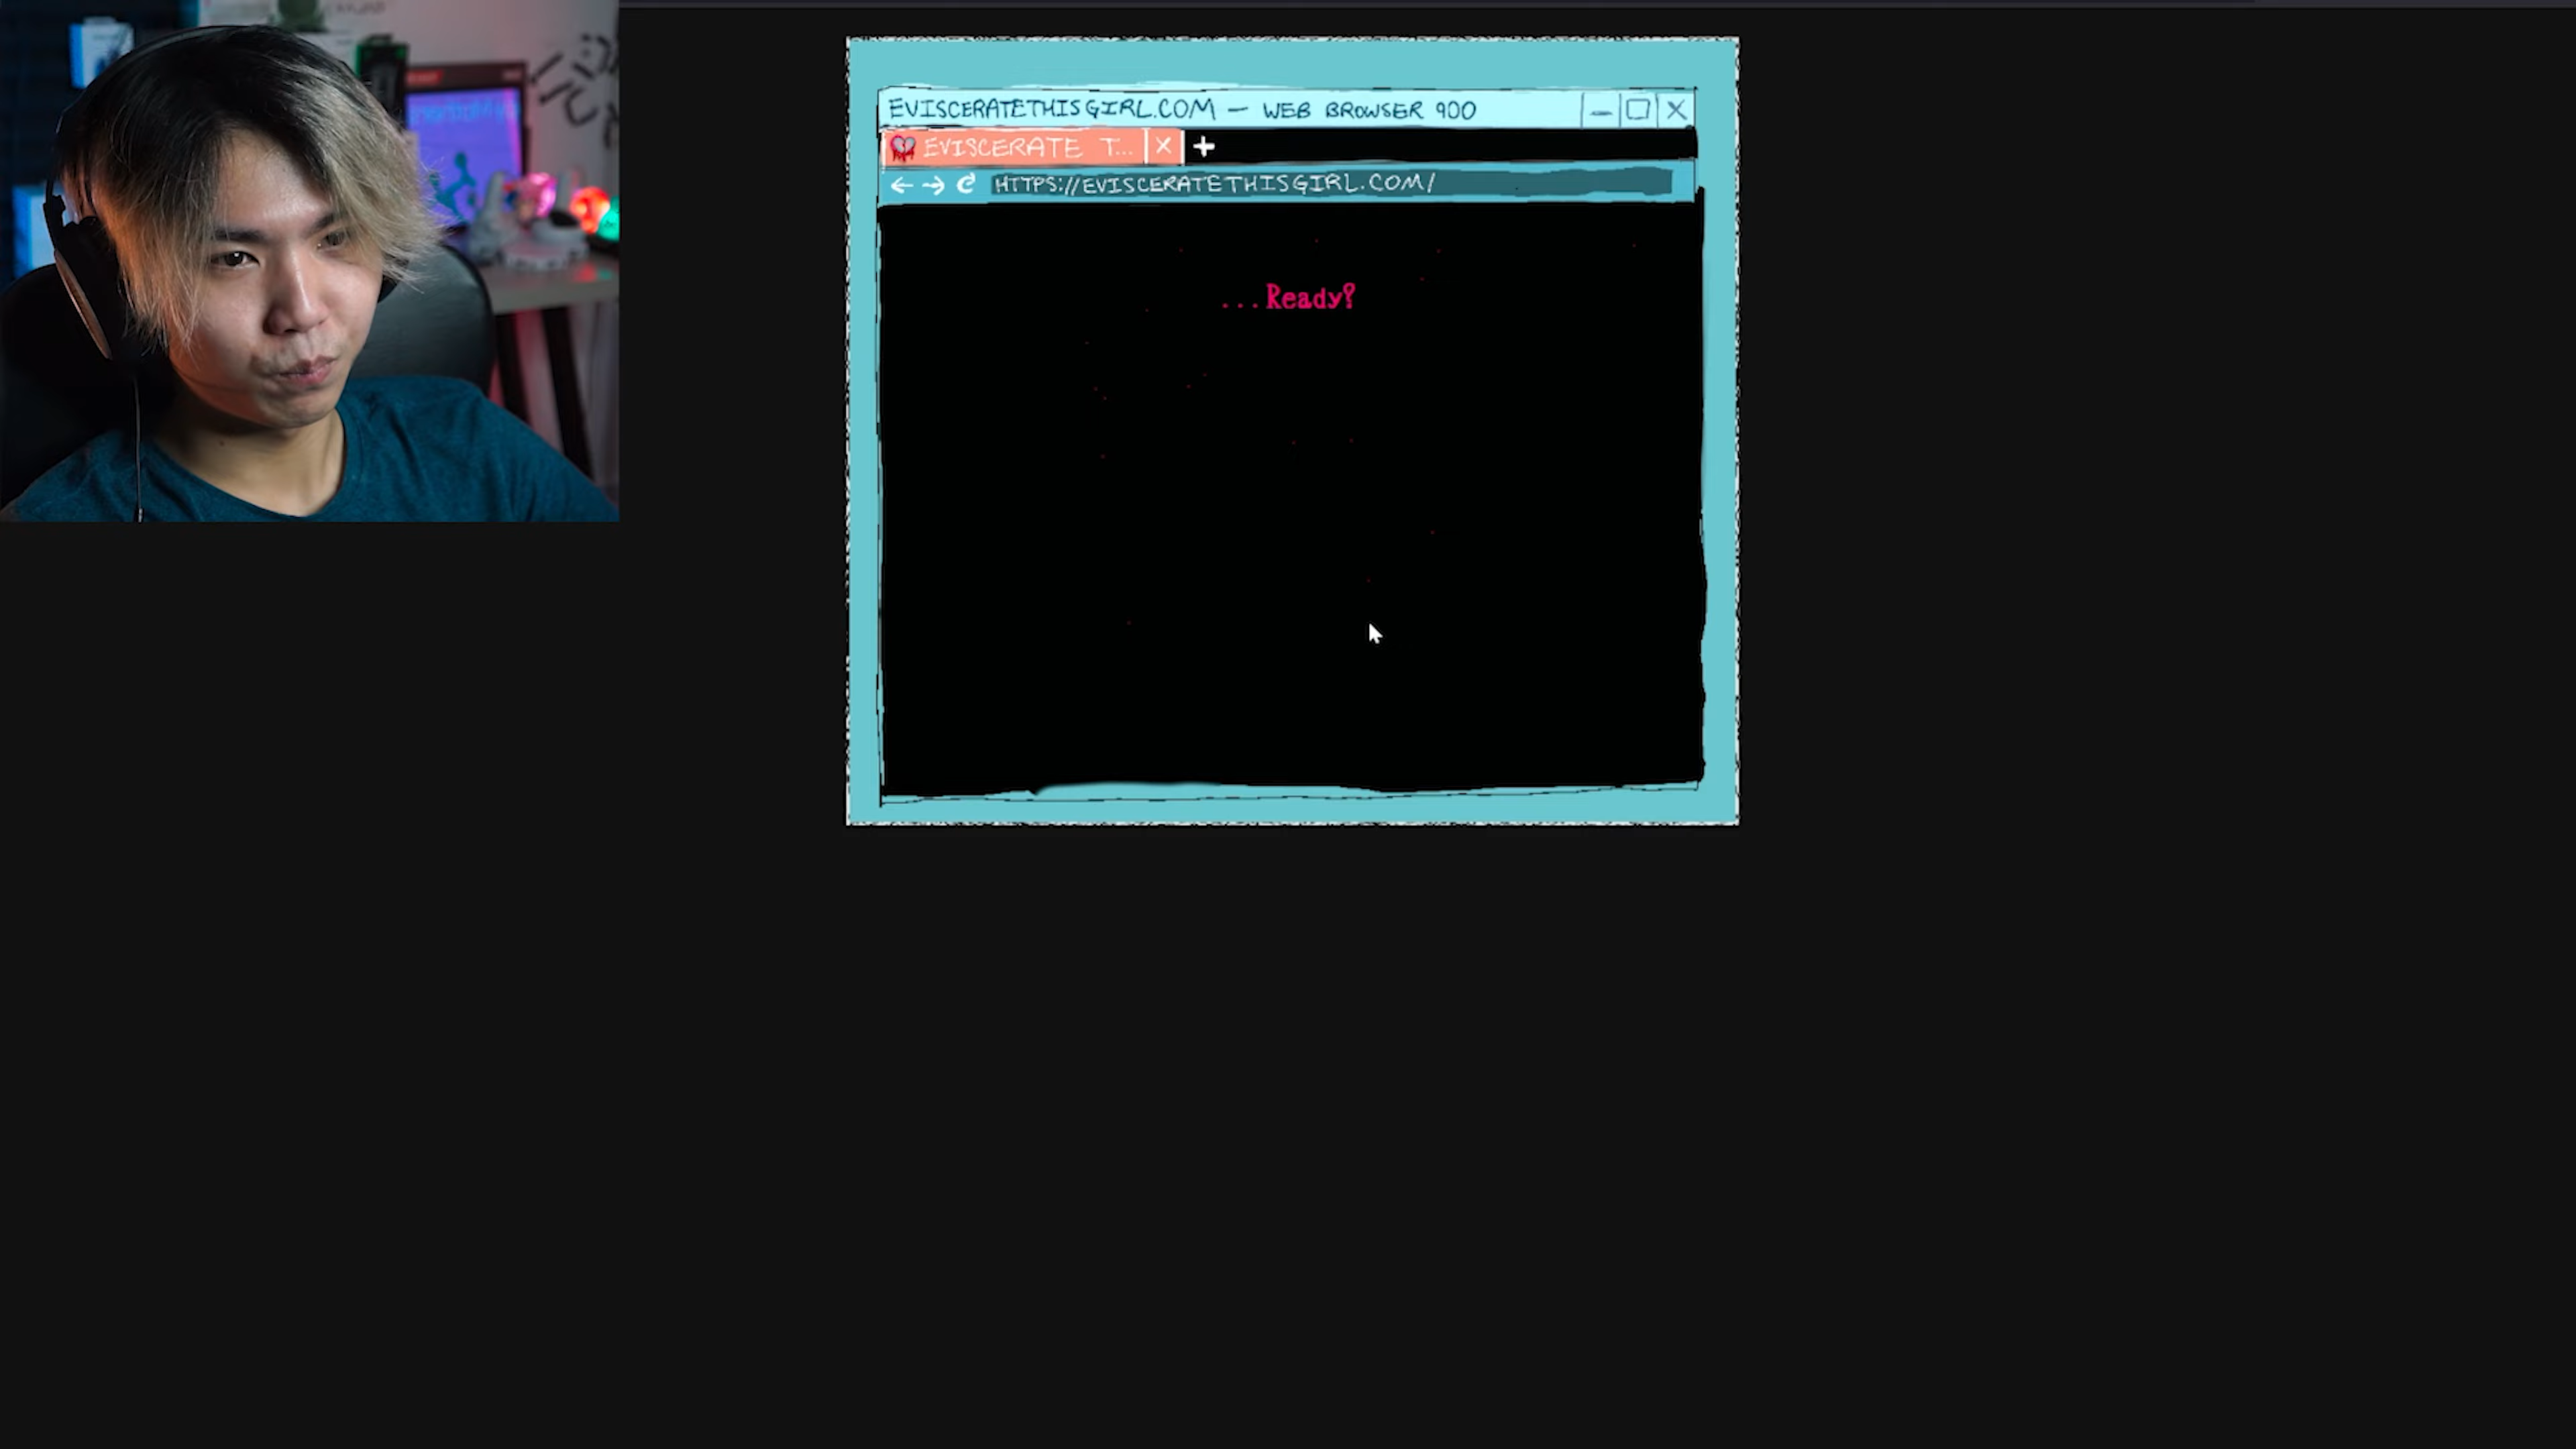 EVISCERATETHISGIRL.COM — WEB BROWSER 900
EVISCERATE T...
HTTPS://EVISCERATETHISGIRL.COM/
...Ready?